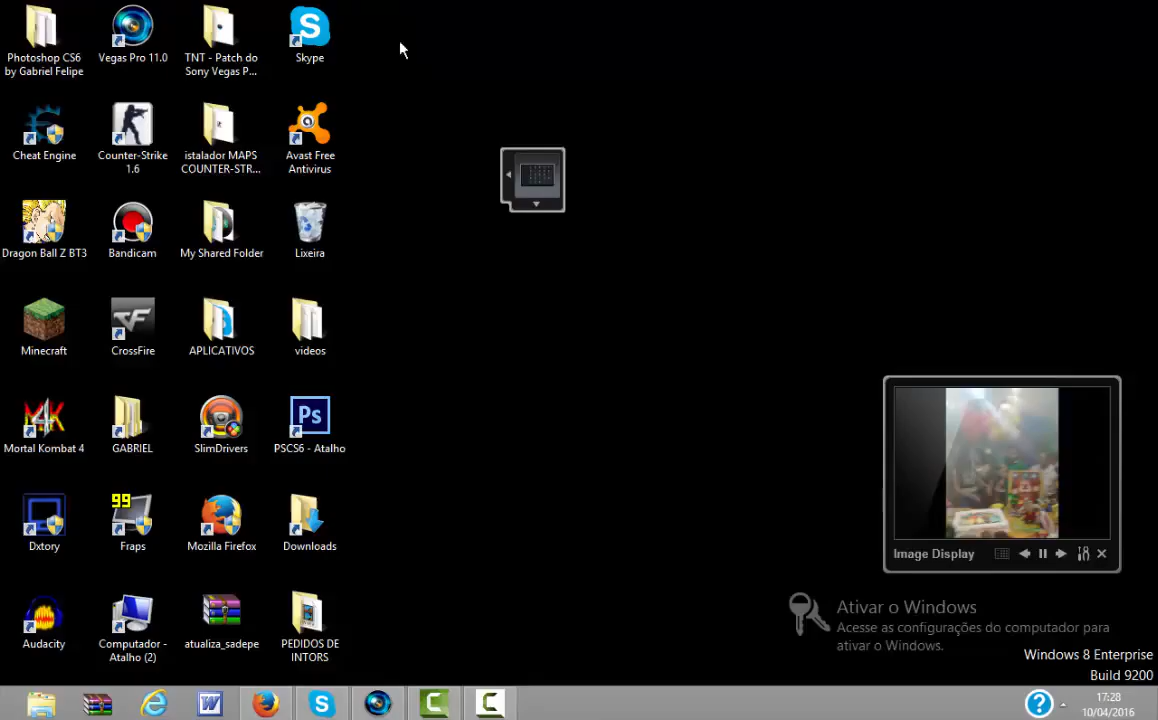 Photoshop CS6
by Gabriel Felipe
Vegas Pro 11.0
TNT - Patch do
Sony Vegas P...
Skype
Cheat Engine
Counter-Strike
1.6
istalador MAPS
COUNTER-STR...
Avast Free
Antivirus
Dragon Ball Z BT3
Bandicam
My Shared Folder
Lixeira
Minecraft
CrossFire
APLICATIVOS
videos
Mortal Kombat 4
GABRIEL
SlimDrivers
PSCS6 - Atalho
Dxtory
99
Fraps
Mozilla Firefox
Downloads
Audacity
Computador -
Atalho (2)
atualiza_sadepe
PEDIDOS DE
INTORS
Image Display
Ativar o Windows
Acesse as configurações do computador para
ativar o Windows.
Windows 8 Enterprise
Build 9200
17:28
10/04/2016